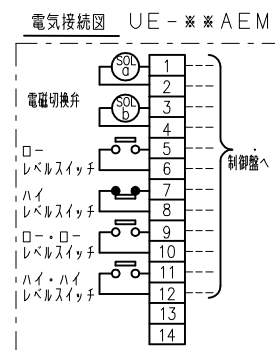 電気接続図 UE-※※AEM
SOL a
電磁切換弁
SOL b
ロー
レベルスイッチ
ハイ
レベルスイッチ
ロー・ロー
レベルスイッチ
ハイ・ハイ
レベルスイッチ
1
2
3
4
5
6
7
8
9
10
11
12
13
14
制御盤へ